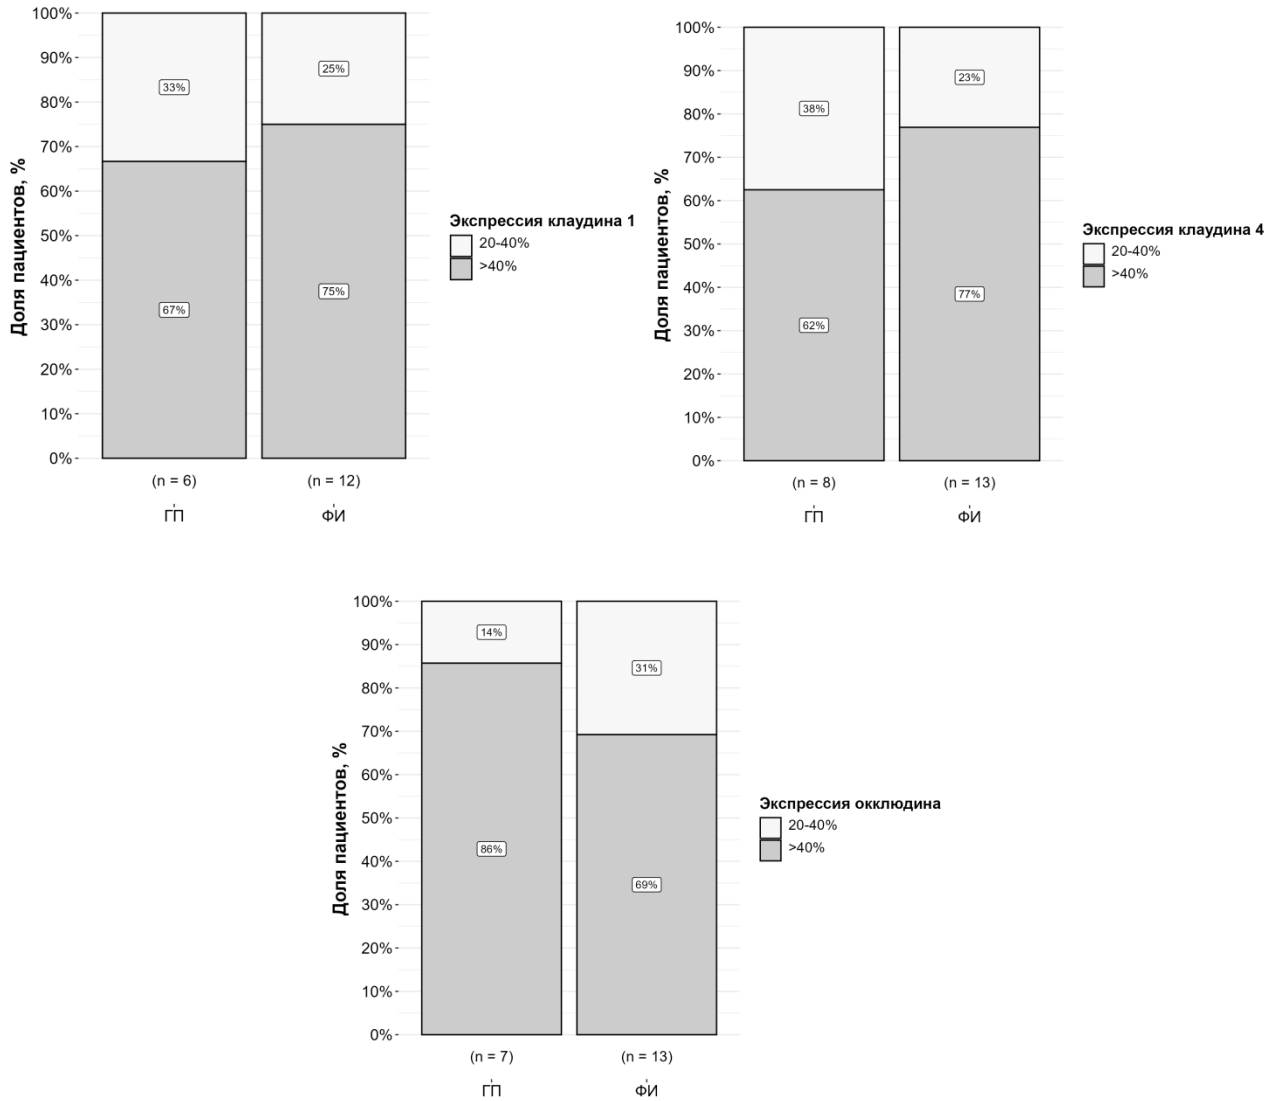 100%
90%
80%
70%
60%
50%
40%
30%
20%
10%
0%
Доля пациентов, %
33%
67%
25%
75%
(n = 6)
(n = 12)
ГП
ФИ
Экспрессия клаудина 1
20-40%
>40%
100%
90%
80%
70%
60%
50%
40%
30%
20%
10%
0%
Доля пациентов, %
38%
62%
23%
77%
(n = 8)
(n = 13)
ГП
ФИ
Экспрессия клаудина 4
20-40%
>40%
100%
90%
80%
70%
60%
50%
40%
30%
20%
10%
0%
Доля пациентов, %
14%
86%
31%
69%
(n = 7)
(n = 13)
ГП
ФИ
Экспрессия окклюдина
20-40%
>40%